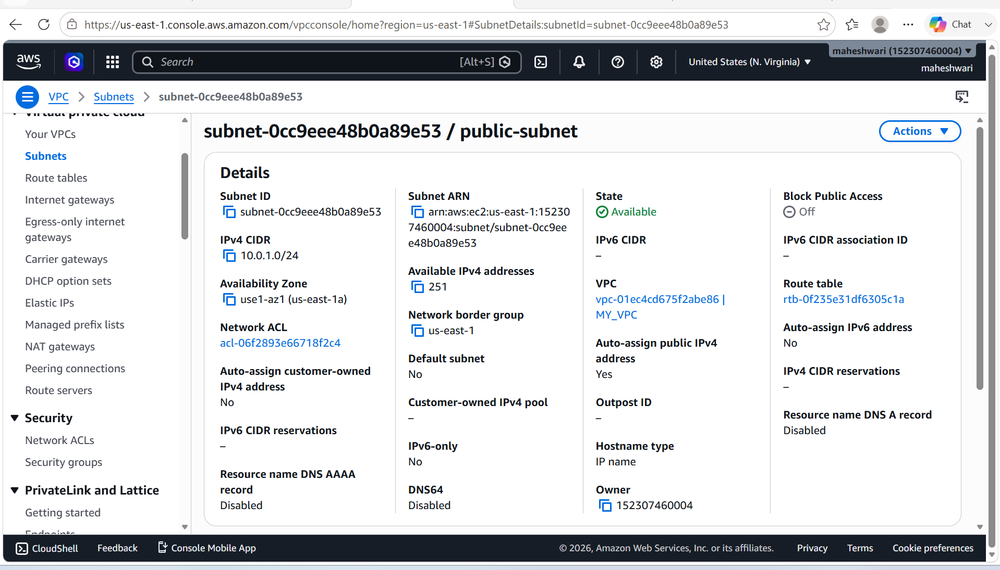 https://us-east-1.console.aws.amazon.com/vpcconsole/home?region=us-east-1#SubnetDetails:subnetId=subnet-0cc9eee48b0a89e53
Chat
aws
Search
[Alt+S]
United States (N. Virginia)
maheshwari (152307460004)
maheshwari
VPC
Subnets
subnet-0cc9eee48b0a89e53
Virtual private cloud
Your VPCs
Subnets
Route tables
Internet gateways
Egress-only internet
gateways
Carrier gateways
DHCP option sets
Elastic IPs
Managed prefix lists
NAT gateways
Peering connections
Route servers
Security
Network ACLs
Security groups
PrivateLink and Lattice
Getting started
Endpoints
subnet-0cc9eee48b0a89e53 / public-subnet
Actions
Details
Subnet ID
subnet-0cc9eee48b0a89e53
IPv4 CIDR
10.0.1.0/24
Availability Zone
use1-az1 (us-east-1a)
Network ACL
acl-06f2893e66718f2c4
Auto-assign customer-owned
IPv4 address
No
IPv6 CIDR reservations
–
Resource name DNS AAAA
record
Disabled
Subnet ARN
arn:aws:ec2:us-east-1:15230
7460004:subnet/subnet-0cc9ee
e48b0a89e53
Available IPv4 addresses
251
Network border group
us-east-1
Default subnet
No
Customer-owned IPv4 pool
–
IPv6-only
No
DNS64
Disabled
State
Available
IPv6 CIDR
–
VPC
vpc-01ec4cd675f2abe86 |
MY_VPC
Auto-assign public IPv4
address
Yes
Outpost ID
–
Hostname type
IP name
Owner
152307460004
Block Public Access
Off
IPv6 CIDR association ID
–
Route table
rtb-0f235e31df6305c1a
Auto-assign IPv6 address
No
IPv4 CIDR reservations
–
Resource name DNS A record
Disabled
CloudShell
Feedback
Console Mobile App
© 2026, Amazon Web Services, Inc. or its affiliates.
Privacy
Terms
Cookie preferences